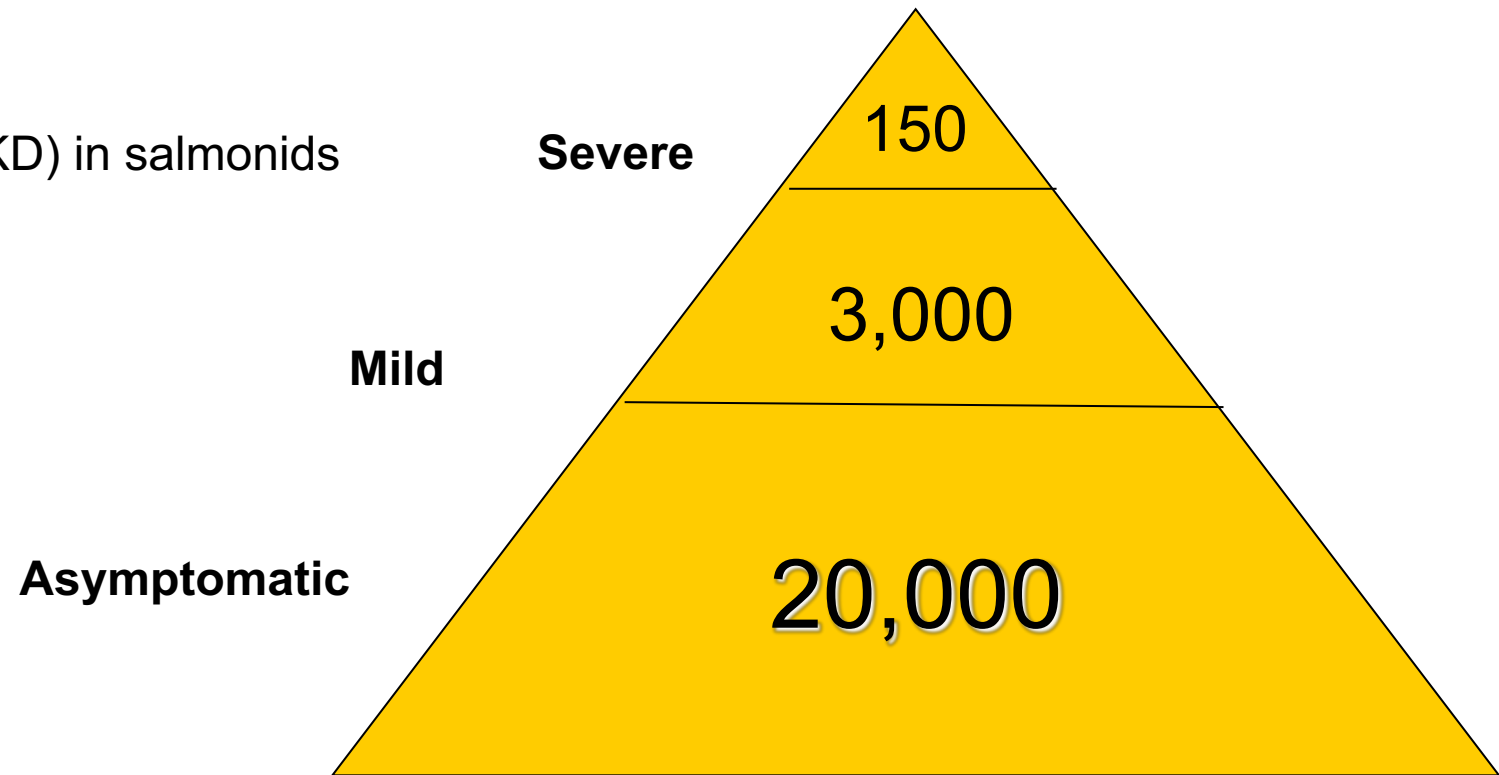 150
KD) in salmonids
Severe
3,000
Mild
Asymptomatic
20,000